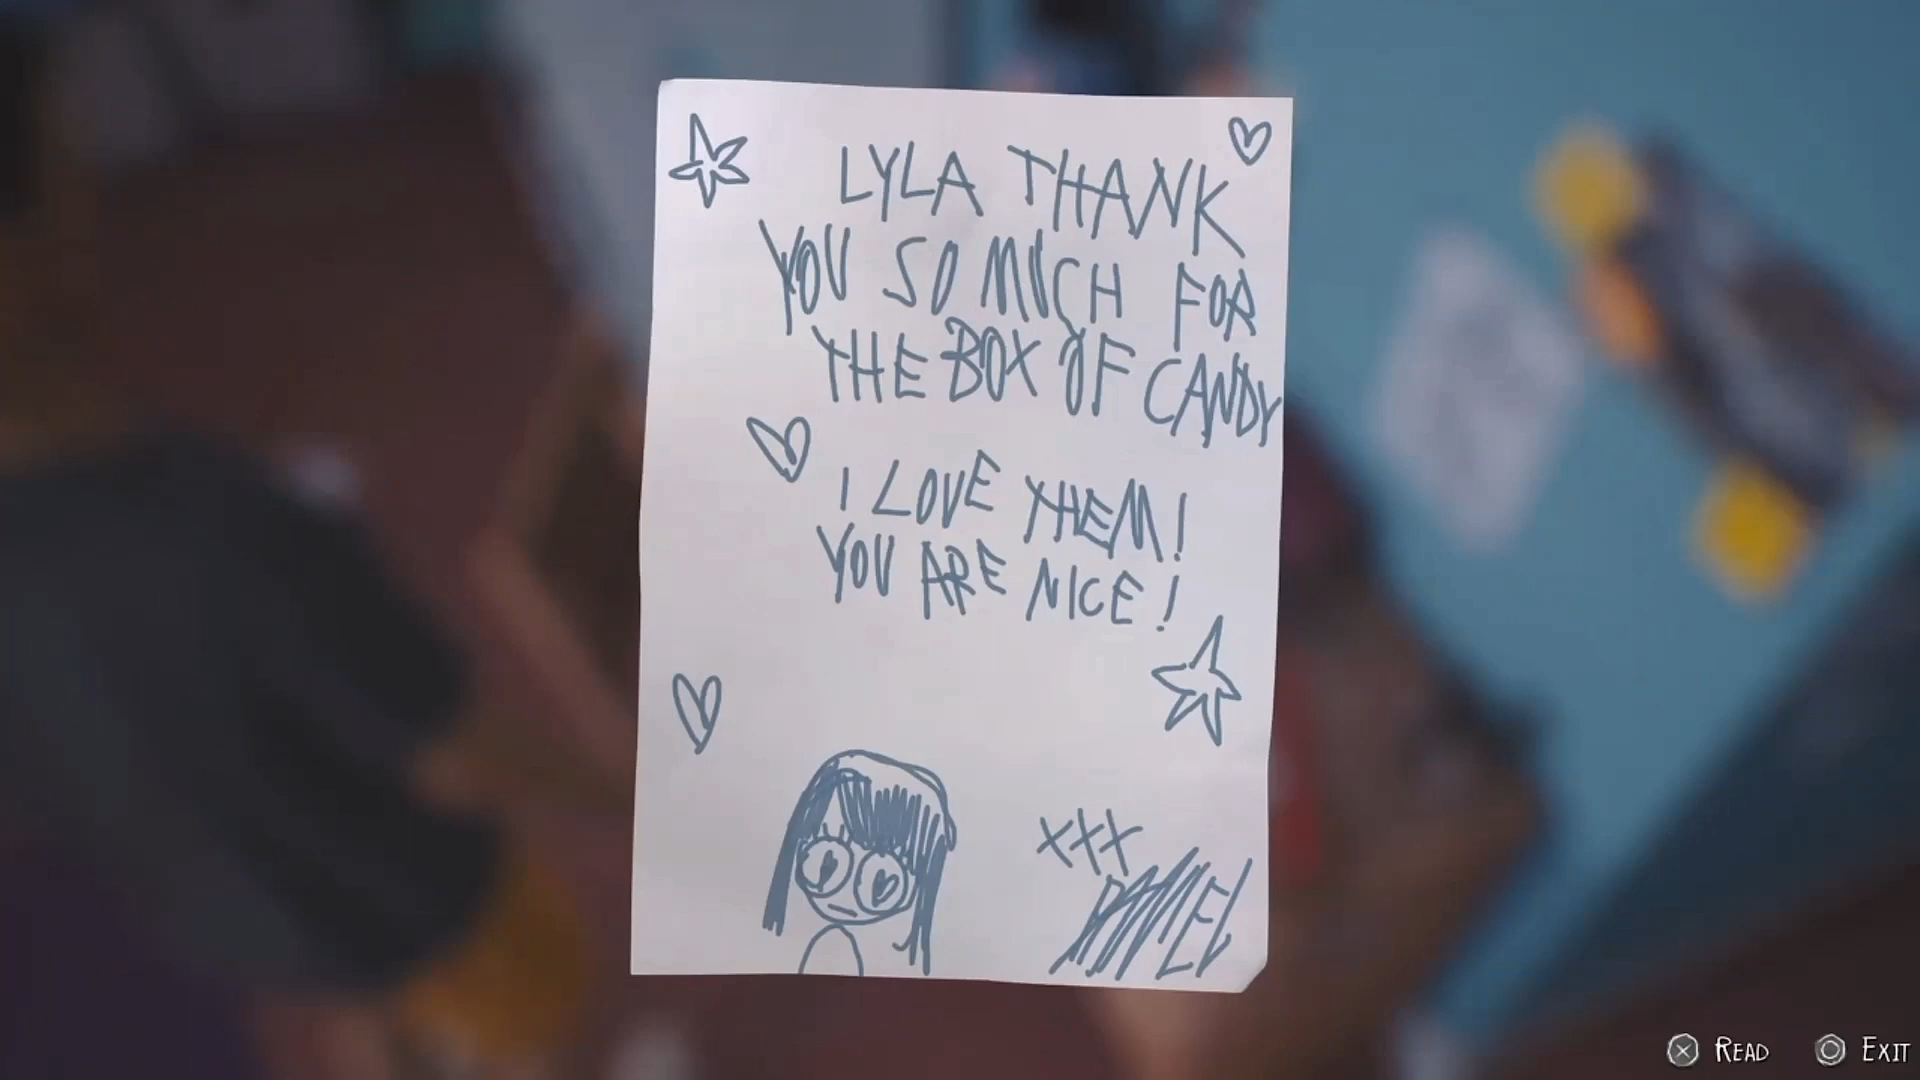 LYLA THANK
YOU SO MUCH FOR
THE BOX OF CANDY
I LOVE THEM!
YOU ARE NICE!
XXX
DANIEL
READ
EXIT